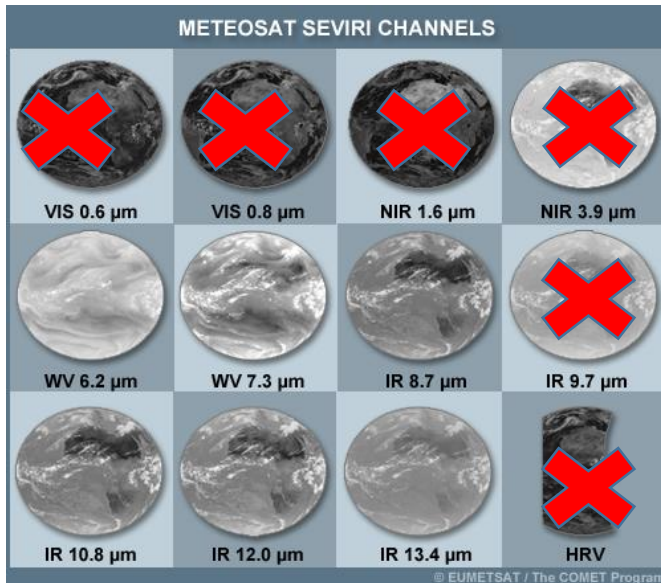 METEOSAT SEVIRI CHANNELS
VIS 0.6 µm
VIS 0.8 µm
NIR 1.6 µm
NIR 3.9 µm
WV 6.2 µm
WV 7.3 µm
IR 8.7 µm
IR 9.7 µm
IR 10.8 µm
IR 12.0 µm
IR 13.4 µm
HRV
© EUMETSAT / The COMET Program